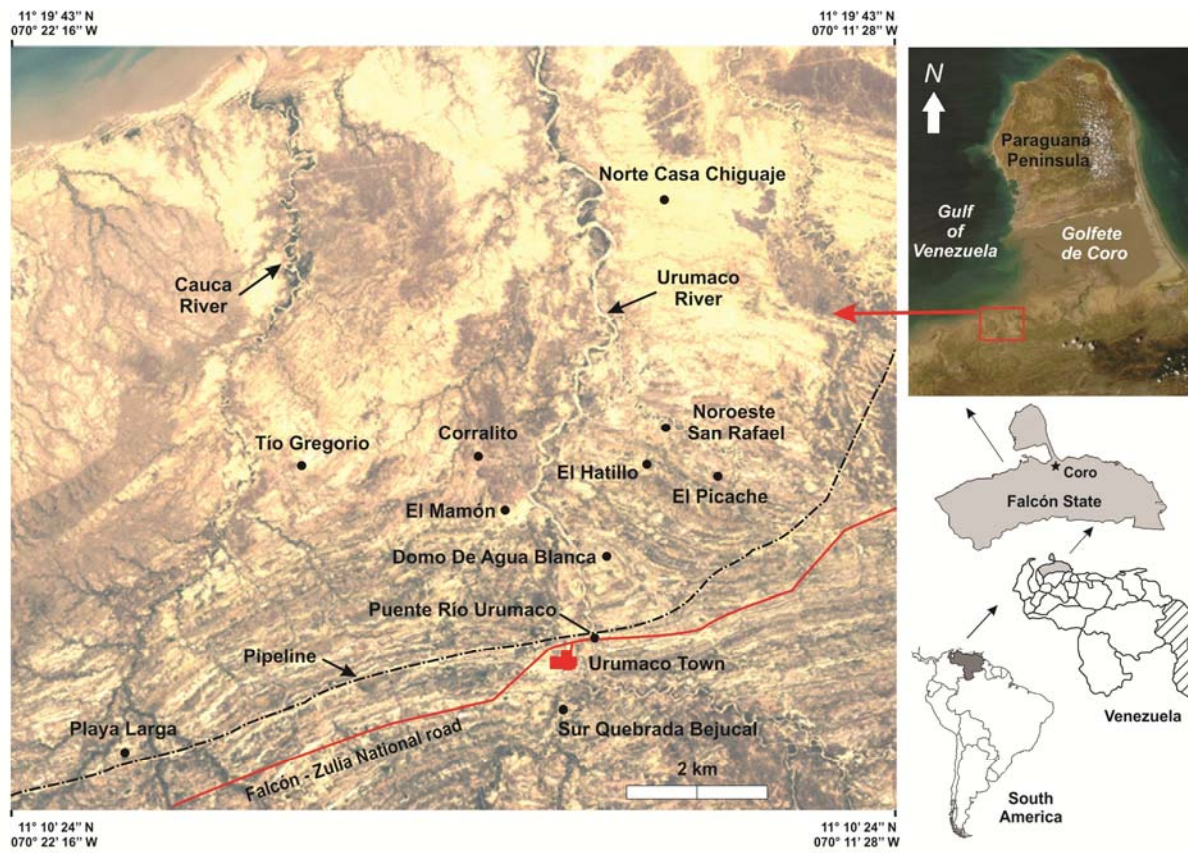 11° 19' 43” N
070° 22’ 16” W
11° 19' 43” N
070° 11’ 28” W
N
Paraguaná
Peninsula
Gulf
of
Venezuela
Golfete
de Coro
Norte Casa Chiguaje
Cauca
River
Urumaco
River
Noroeste
San Rafael
Tío Gregorio
Corralito
El Hatillo
El Picache
El Mamón
Domo De Agua Blanca
Puente Río Urumaco
Pipeline
Urumaco Town
Playa Larga
Sur Quebrada Bejucal
Falcón - Zulia National road
2 km
Coro
Falcón State
Venezuela
South
America
11° 10' 24” N
070° 22’ 16” W
11° 10' 24” N
070° 11’ 28” W